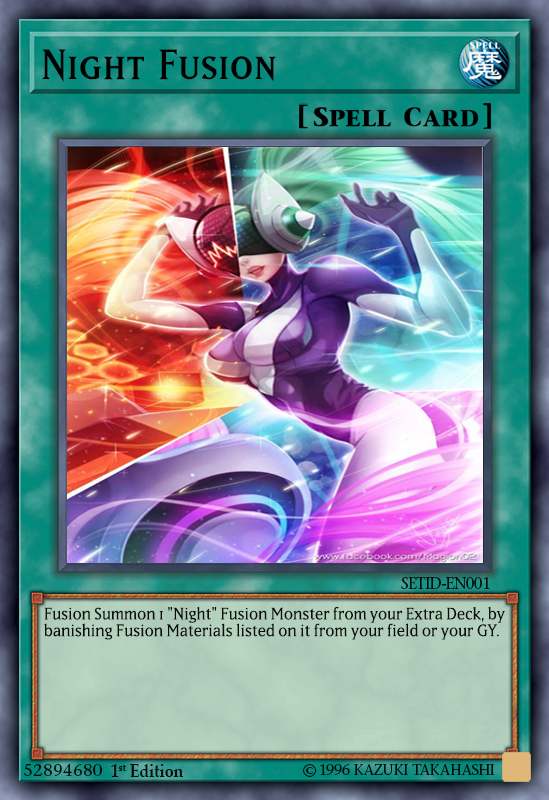 Night Fusion
SPELL
魔
[Spell Card]
www.facebook.com/Magion02
SETID-EN001
Fusion Summon 1 "Night" Fusion Monster from your Extra Deck, by
banishing Fusion Materials listed on it from your field or your GY.
52894680 1st Edition © 1996 KAZUKI TAKAHASHI